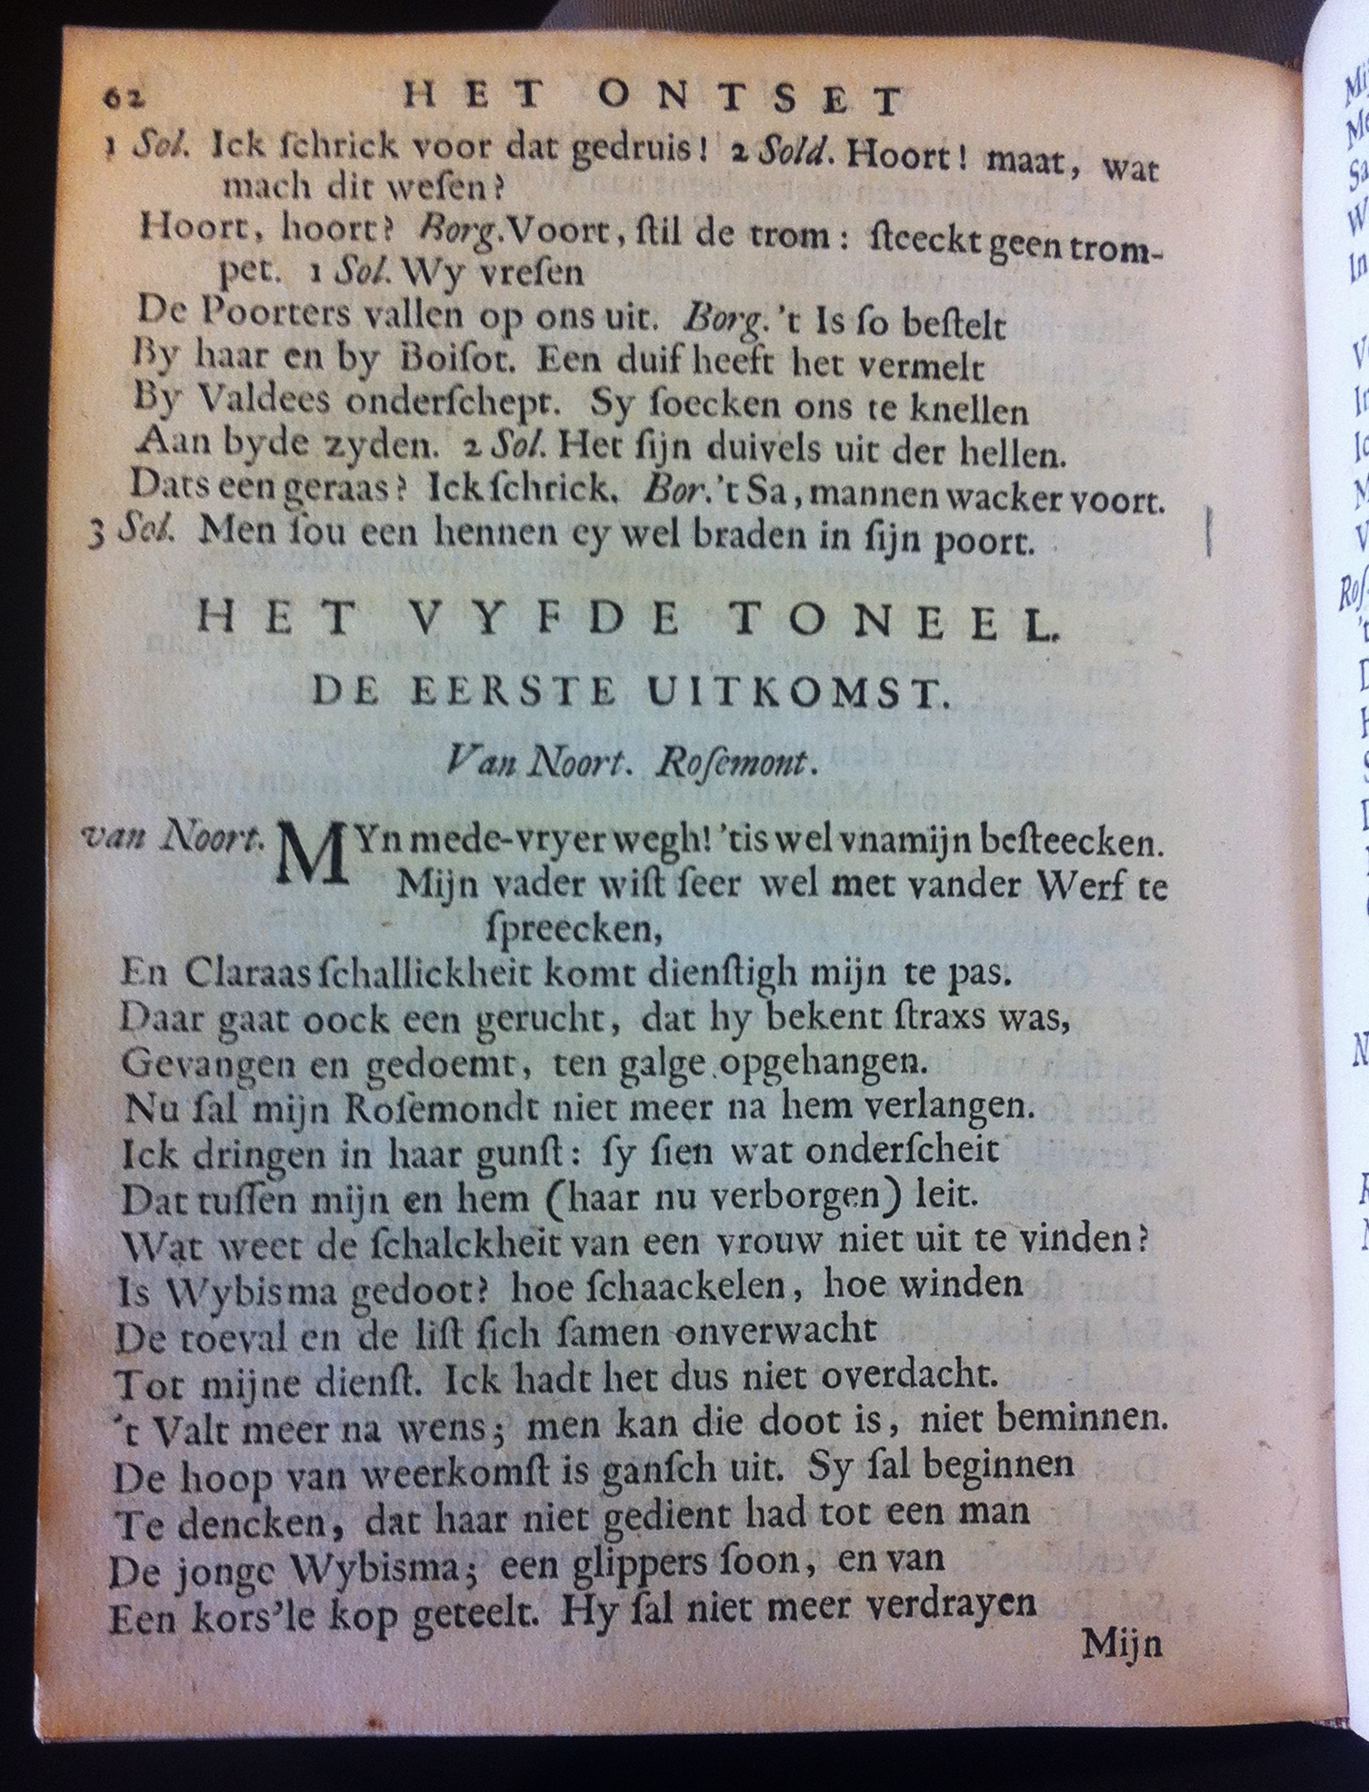 62 HET ONTSET
1 Sol. Ick ſchrick voor dat gedruis! 2 Sold. Hoort! maat, wat
mach dit weſen?
Hoort, hoort? Borg. Voort, ſtil de trom: ſteeckt geen trom-
pet. 1 Sol. Wy vreſen
De Poorters vallen op ons uit. Borg. 't Is ſo beſtelt
By haar en by Boiſot. Een duif heeft het vermelt
By Valdees onderſchept. Sy ſoecken ons te knellen
Aan byde zyden. 2 Sol. Het ſijn duivels uit der hellen.
Dats een geraas? Ick ſchrick. Bor. 't Sa, mannen wacker voort.
3 Sol. Men ſou een hennen ey wel braden in ſijn poort.
HET VYFDE TONEEL.
DE EERSTE UITKOMST.
Van Noort. Roſemont.
van Noort. MYn mede-vryer wegh! 'tis wel vnamijn beſteecken.
Mijn vader wiſt ſeer wel met vander Werf te
ſpreecken,
En Claraas ſchallickheit komt dienſtigh mijn te pas.
Daar gaat oock een gerucht, dat hy bekent ſtraxs was,
Gevangen en gedoemt, ten galge opgehangen.
Nu ſal mijn Roſemondt niet meer na hem verlangen.
Ick dringen in haar gunſt: ſy ſien wat onderſcheit
Dat tuſſen mijn en hem (haar nu verborgen) leit.
Wat weet de ſchalckheit van een vrouw niet uit te vinden?
Is Wybisma gedoot? hoe ſchaackelen, hoe winden
De toeval en de liſt ſich ſamen onverwacht
Tot mijne dienſt. Ick hadt het dus niet overdacht.
't Valt meer na wens; men kan die doot is, niet beminnen.
De hoop van weerkomſt is ganſch uit. Sy ſal beginnen
Te dencken, dat haar niet gedient had tot een man
De jonge Wybisma; een glippers ſoon, en van
Een kors'le kop geteelt. Hy ſal niet meer verdrayen
Mijn